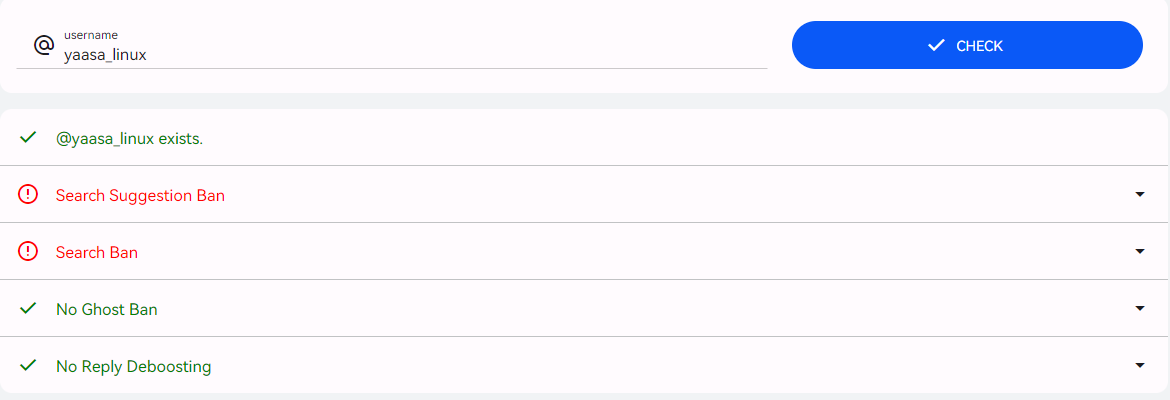 username
yaasa_linux
CHECK
@yaasa_linux exists.
Search Suggestion Ban
Search Ban
No Ghost Ban
No Reply Deboosting